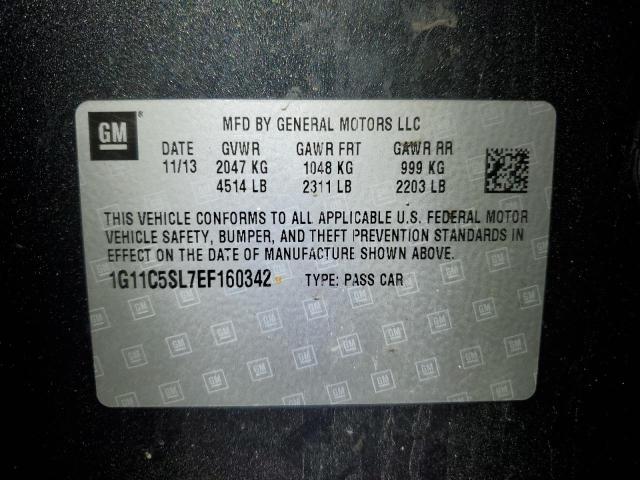 GM®
MFD BY GENERAL MOTORS LLC
DATE GVWR GAWR FRT GAWR RR
11/13 2047 KG 1048 KG 999 KG
4514 LB 2311 LB 2203 LB
THIS VEHICLE CONFORMS TO ALL APPLICABLE U.S. FEDERAL MOTOR
VEHICLE SAFETY, BUMPER, AND THEFT PREVENTION STANDARDS IN
EFFECT ON THE DATE OF MANUFACTURE SHOWN ABOVE.
1G11C5SL7EF160342 TYPE: PASS CAR